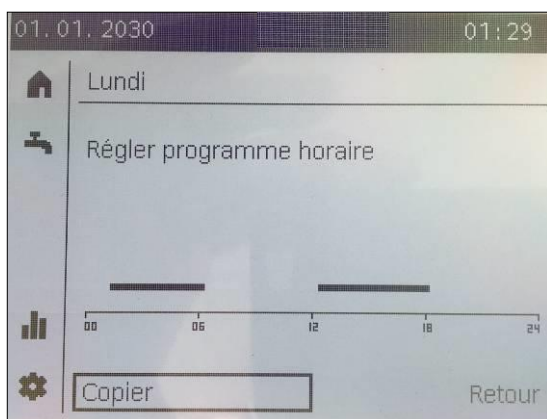 01. 01. 2030 01:29
Lundi
Régler programme horaire
00 06 12 18 24
Copier Retour